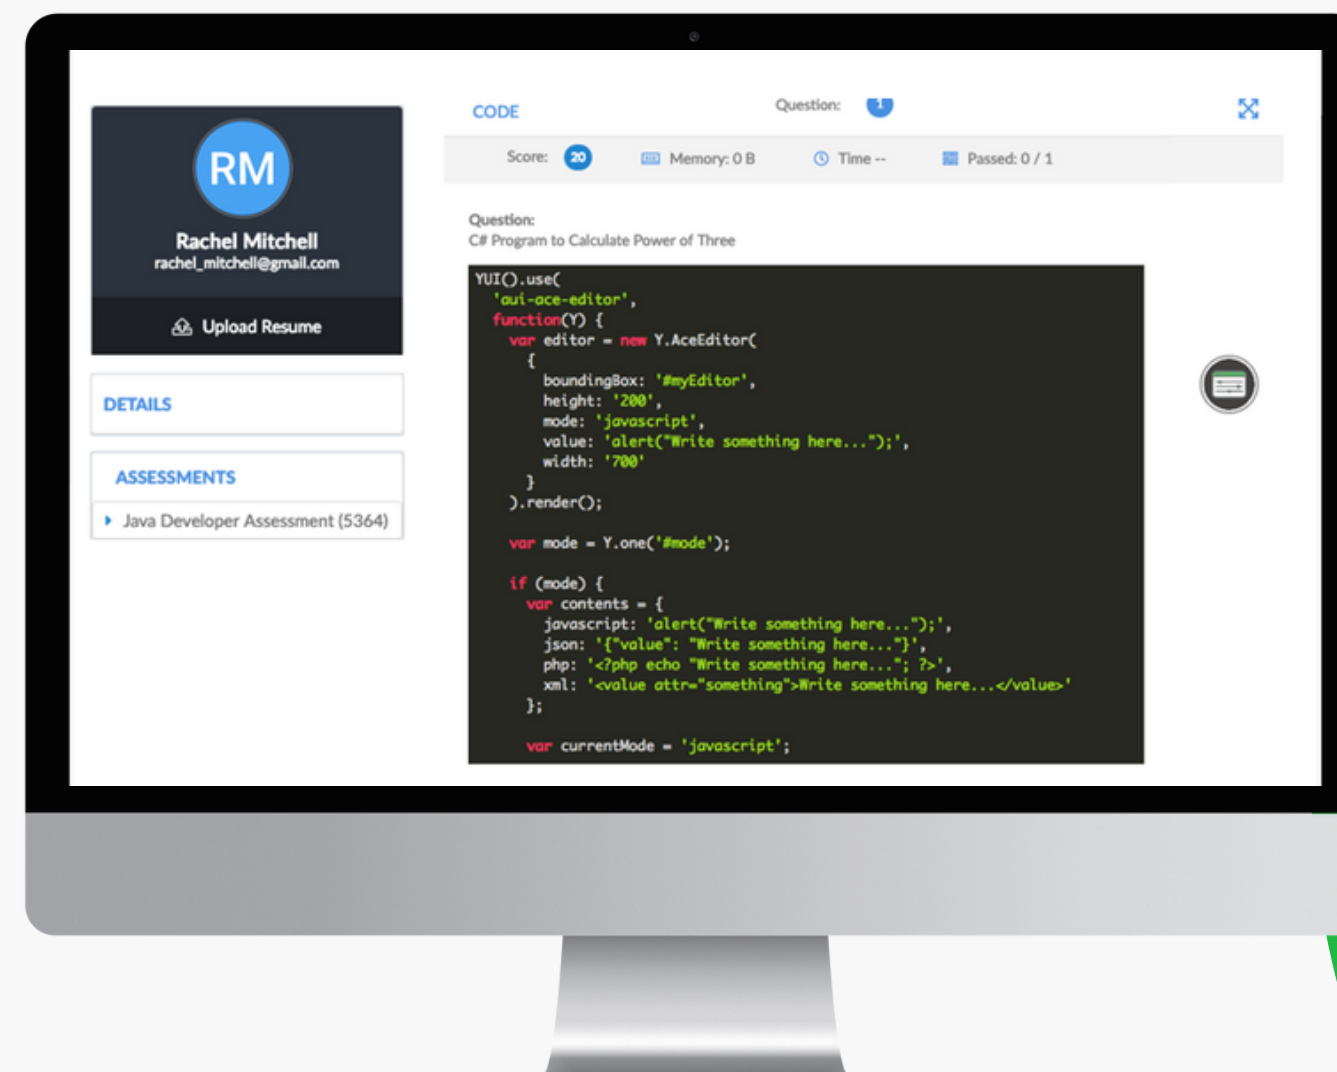 RM
Rachel Mitchell
rachel_mitchell@gmail.com
Upload Resume
DETAILS
ASSESSMENTS
Java Developer Assessment (5364)
CODE
Question: 1
Score: 20 Memory: 0 B Time -- Passed: 0 / 1
Question:
C# Program to Calculate Power of Three
YUI().use(
'aui-ace-editor',
function(Y) {
var editor = new Y.AceEditor(
{
boundingBox: '#myEditor',
height: '200',
mode: 'javascript',
value: 'alert("Write something here...");',
width: '700'
}
).render();
var mode = Y.one('#mode');
if (mode) {
var contents = {
javascript: 'alert("Write something here...");',
json: '{"value": "Write something here..."}',
php: '<?php echo "Write something here..."; ?>',
xml: '<value attr="something">Write something here...</value>'
};
var currentMode = 'javascript';